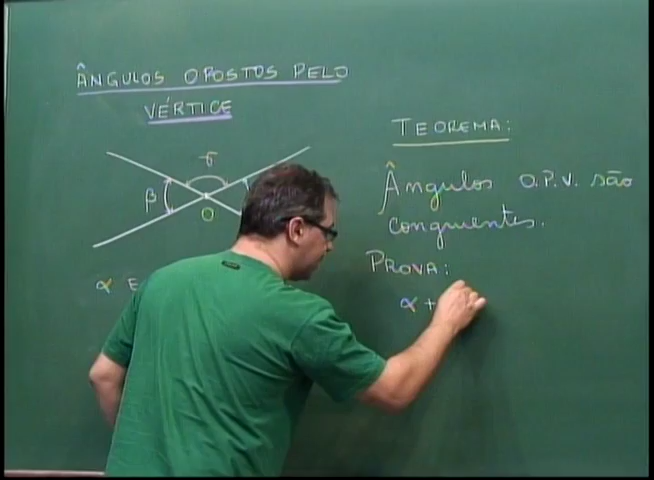 ÂNGULOS OPOSTOS PELO
VÉRTICE
γ
β
O
α E
TEOREMA:
Ângulos O.P.V. são
congruentes.
PROVA:
α +